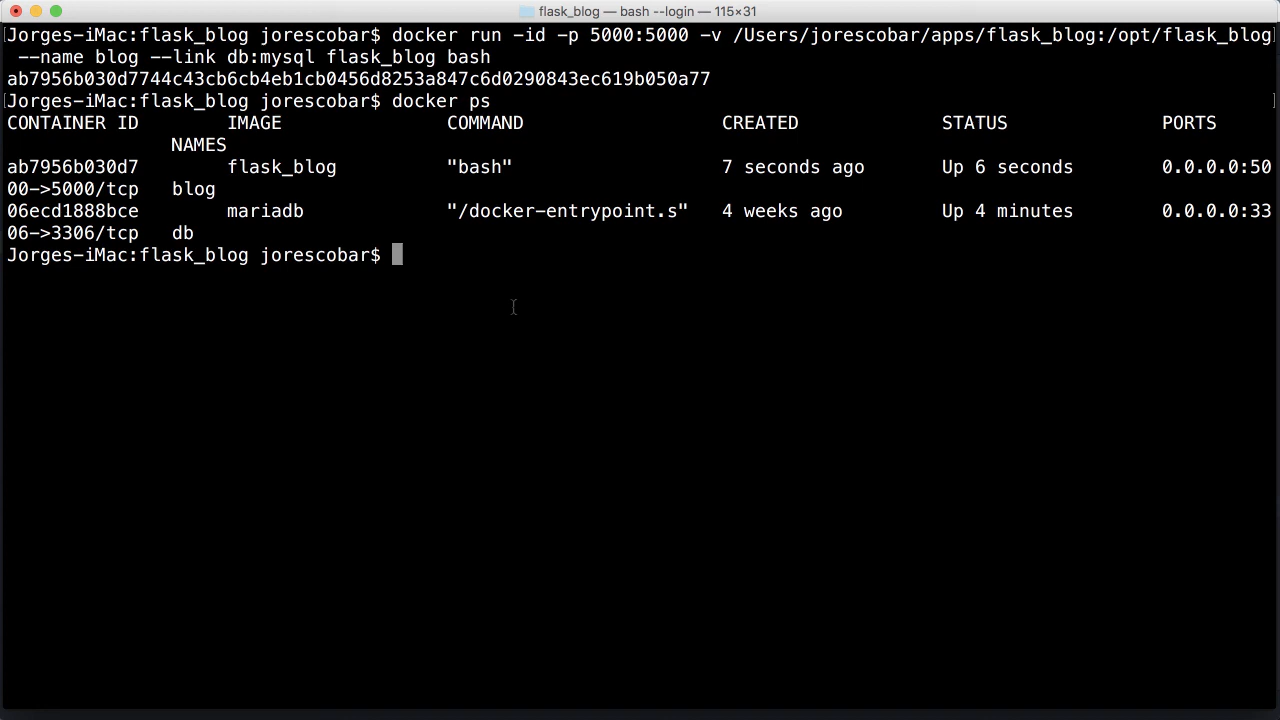 flask_blog — bash --login — 115×31
[Jorges-iMac:flask_blog jorescobar$ docker run -id -p 5000:5000 -v /Users/jorescobar/apps/flask_blog:/opt/flask_blog]
 --name blog --link db:mysql flask_blog bash
ab7956b030d7744c43cb6cb4eb1cb0456d8253a847c6d0290843ec619b050a77
[Jorges-iMac:flask_blog jorescobar$ docker ps ]
CONTAINER ID        IMAGE               COMMAND                  CREATED             STATUS              PORTS
               NAMES
ab7956b030d7        flask_blog          "bash"                   7 seconds ago       Up 6 seconds        0.0.0.0:50
00->5000/tcp   blog
06ecd1888bce        mariadb             "/docker-entrypoint.s"   4 weeks ago         Up 4 minutes        0.0.0.0:33
06->3306/tcp   db
Jorges-iMac:flask_blog jorescobar$